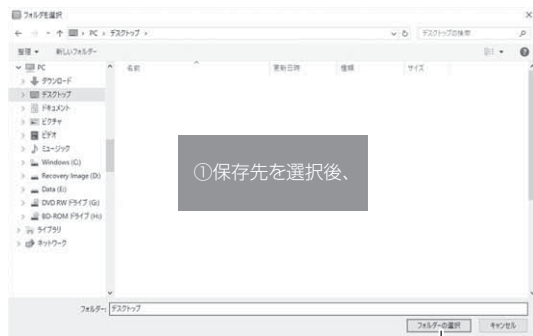 フォルダを選択
PC › デスクトップ ›
デスクトップの検索
整理 ▾ 新しいフォルダー
名前 更新日時 種類 サイズ
PC
ダウンロード
デスクトップ
ドキュメント
ピクチャ
ビデオ
ミュージック
Windows (C:)
Recovery Image (D:)
Data (E:)
DVD RW ドライブ (G:)
BD-ROM ドライブ (H:)
ライブラリ
ネットワーク
①保存先を選択後、
フォルダー: デスクトップ
フォルダーの選択 キャンセル